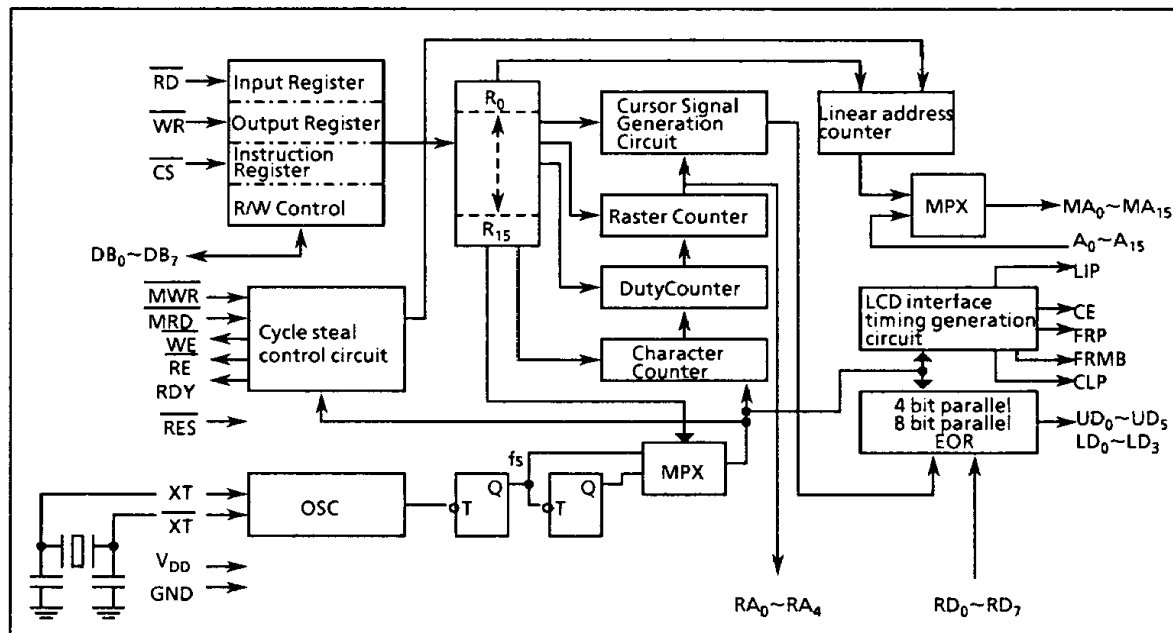 RD
Input Register
WR
Output Register
CS
Instruction
Register
R/W Control
DB0~DB7
R0
R15
Cursor Signal
Generation
Circuit
Raster Counter
DutyCounter
Character
Counter
Linear address
counter
MPX
MA0~MA15
A0~A15
LIP
LCD interface
timing generation
circuit
CE
FRP
FRMB
CLP
MWR
MRD
WE
RE
RDY
Cycle steal
control circuit
RES
4 bit parallel
8 bit parallel
EOR
UD0~UD5
LD0~LD3
XT
XT
OSC
T
Q
fs
T
Q
MPX
VDD
GND
RA0~RA4
RD0~RD7